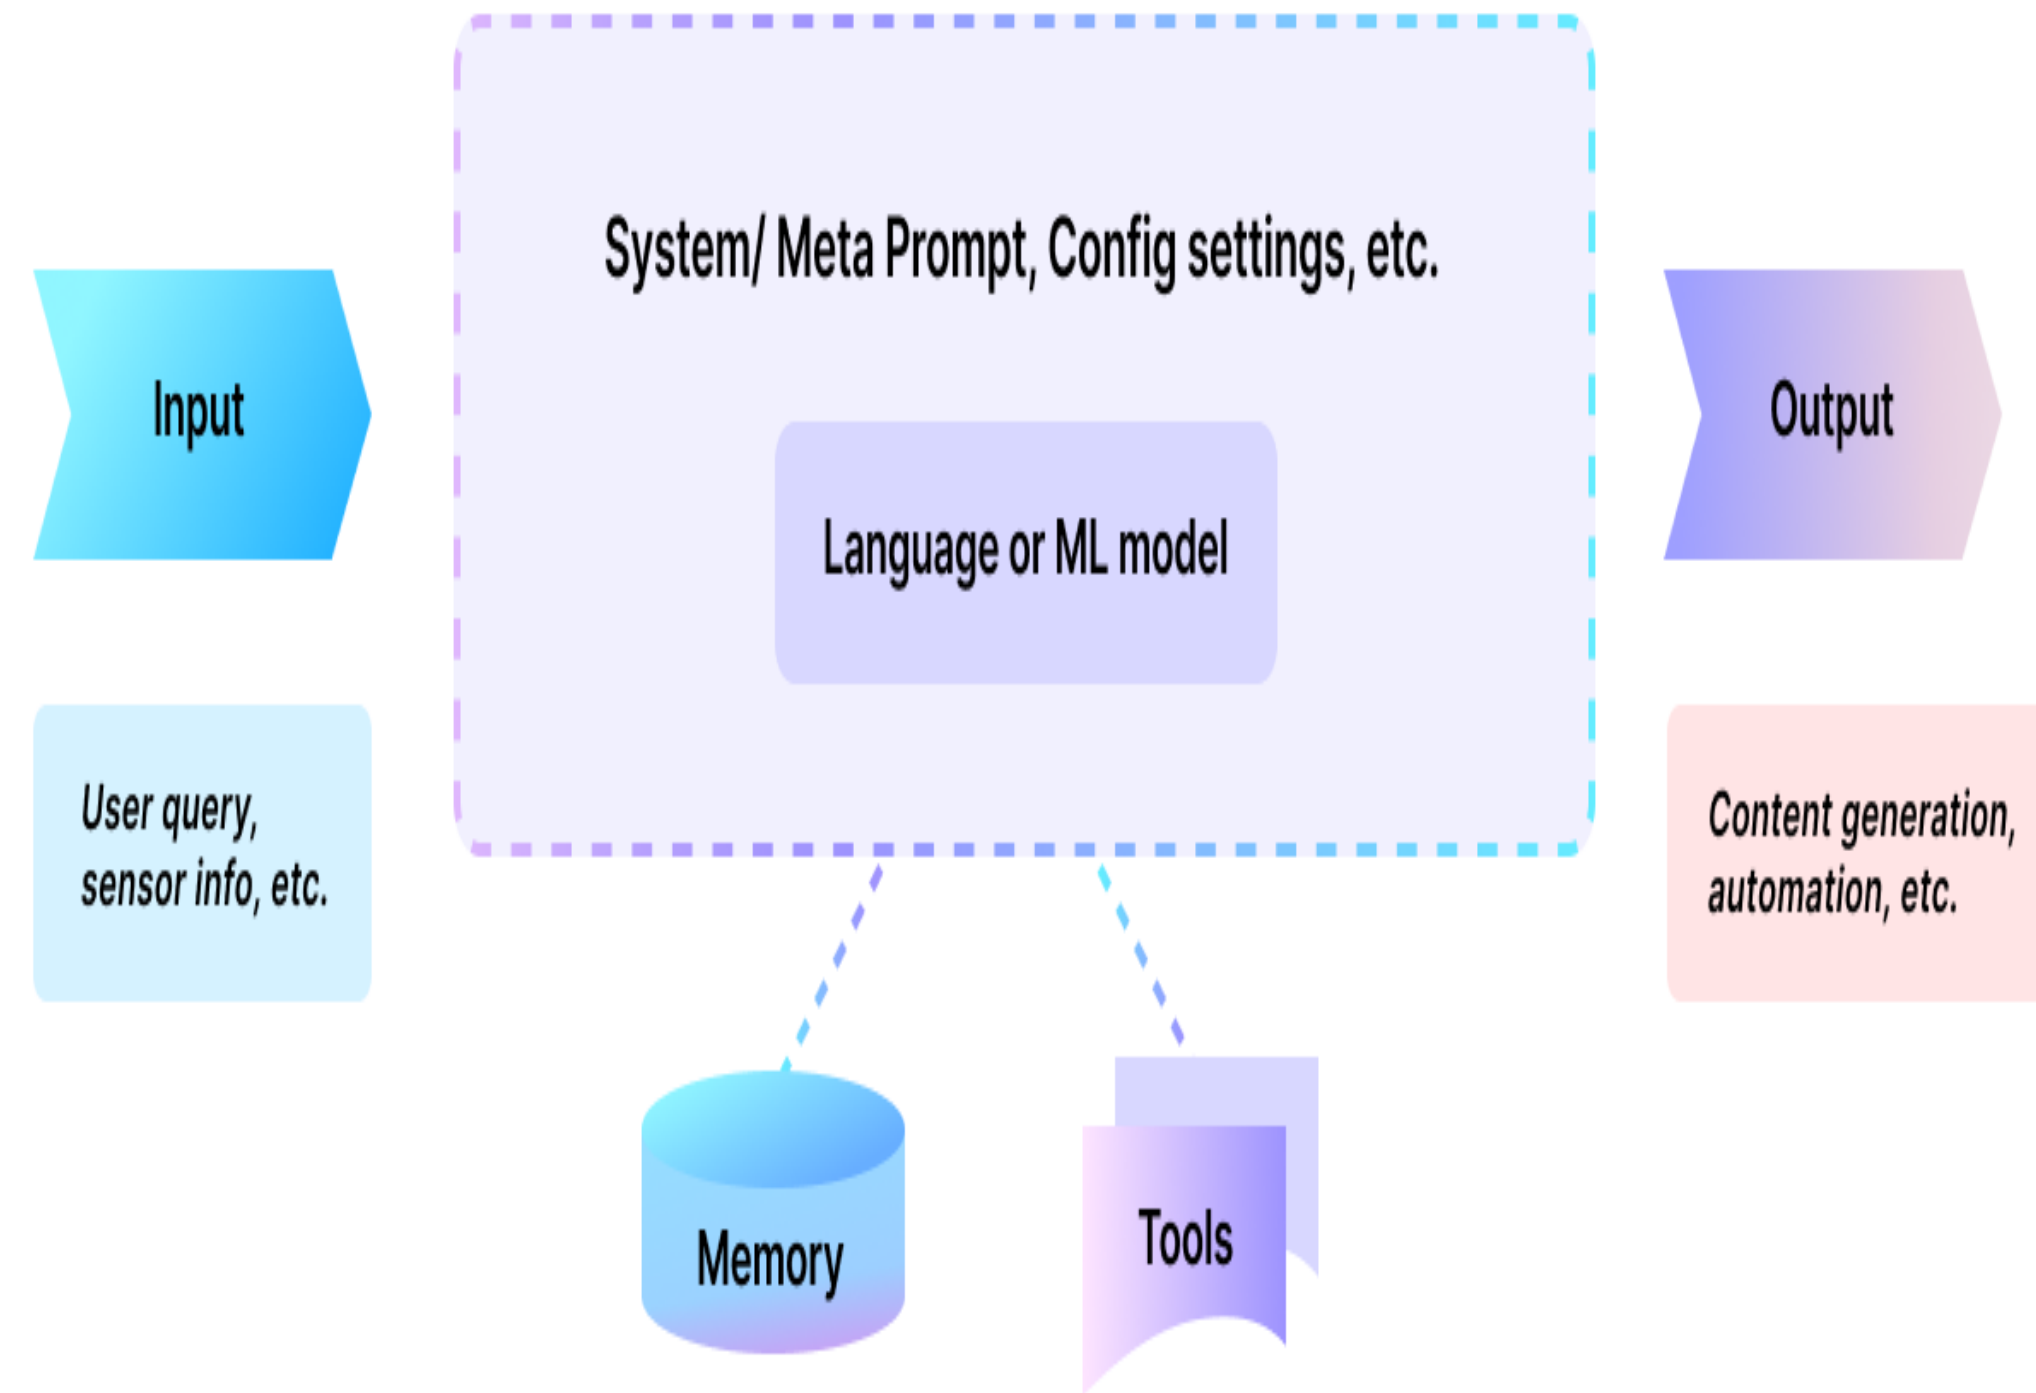 System/ Meta Prompt, Config settings, etc.
Input
Language or ML model
Output
User query,
sensor info, etc.
Content generation,
automation, etc.
Memory
Tools